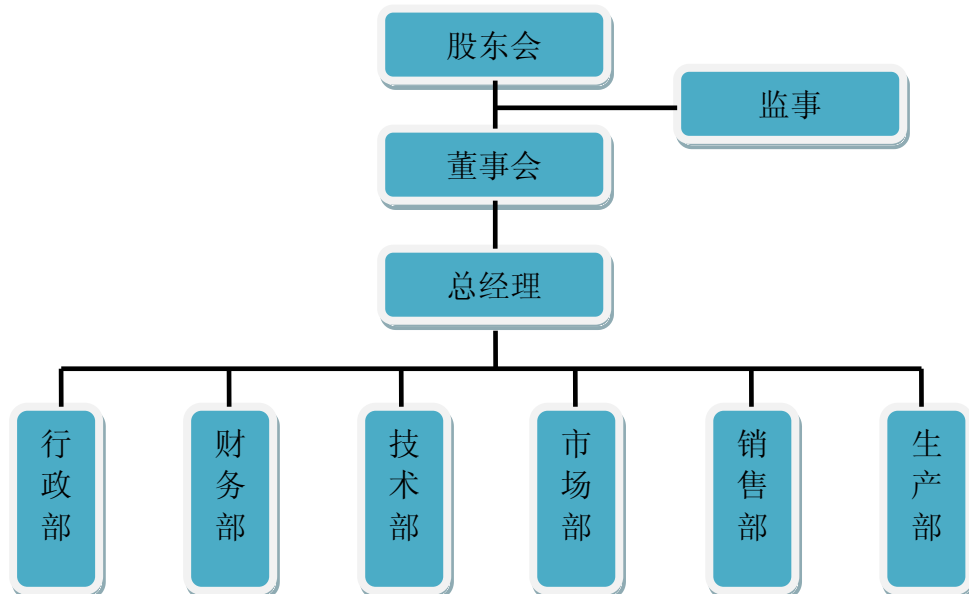 股东会
监事
董事会
总经理
行政部
财务部
技术部
市场部
销售部
生产部